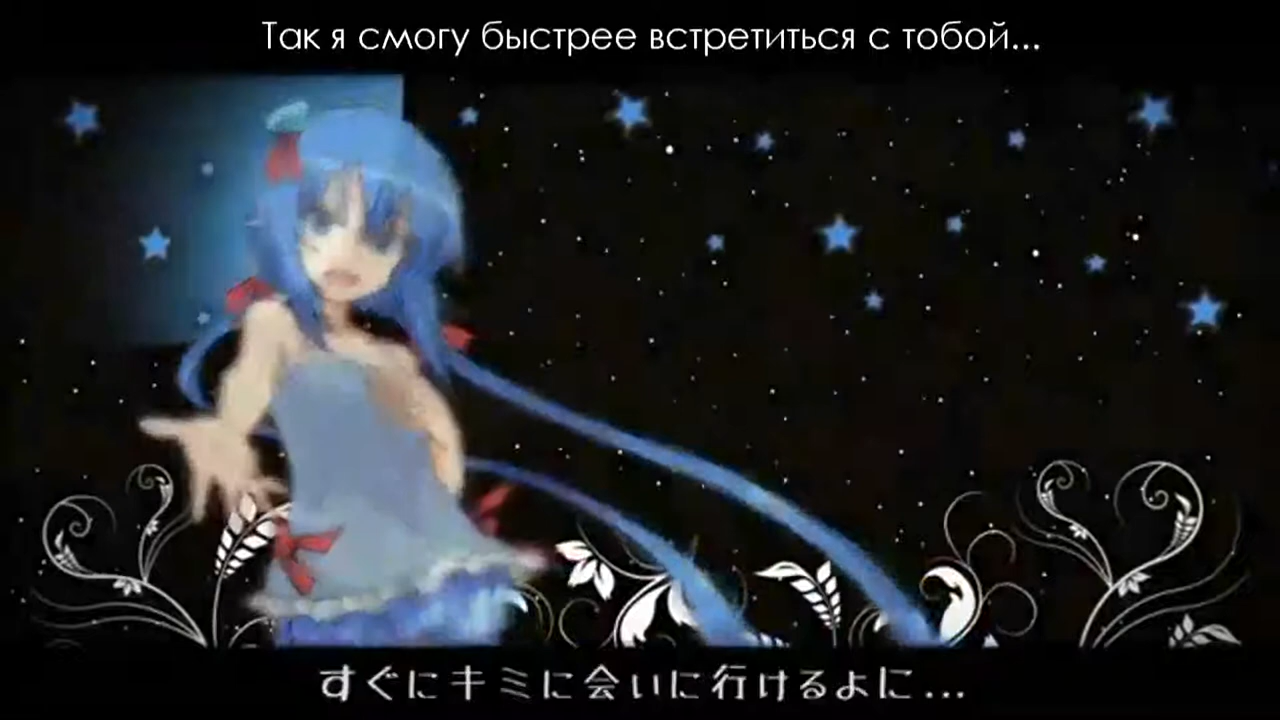 Так я смогу быстрее встретиться с тобой...
すぐにキミに会いに行けるよに...